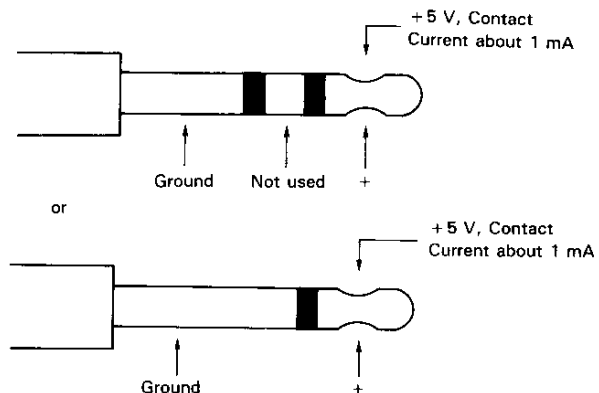 +5 V, Contact
Current about 1 mA
Ground Not used +
or
+5 V, Contact
Current about 1 mA
Ground +